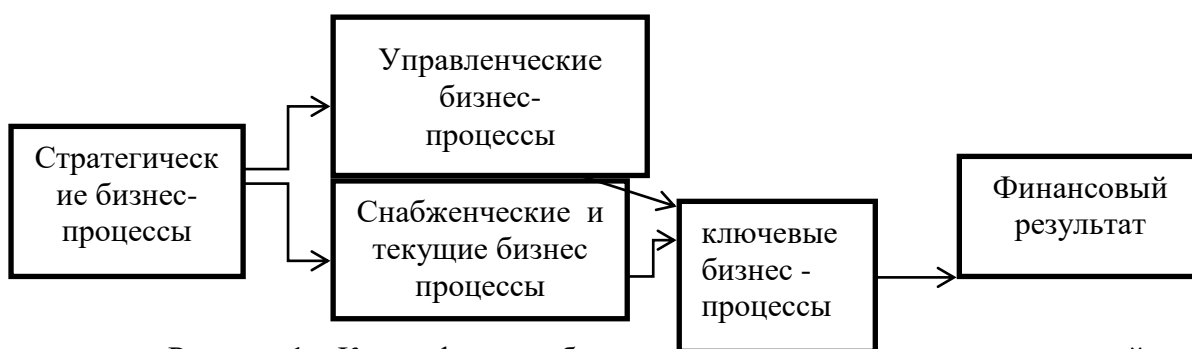 Управленческие
бизнес-
процессы
Стратегическ
ие бизнес-
процессы
Снабженческие и
текущие бизнес
процессы
ключевые
бизнес -
процессы
Финансовый
результат